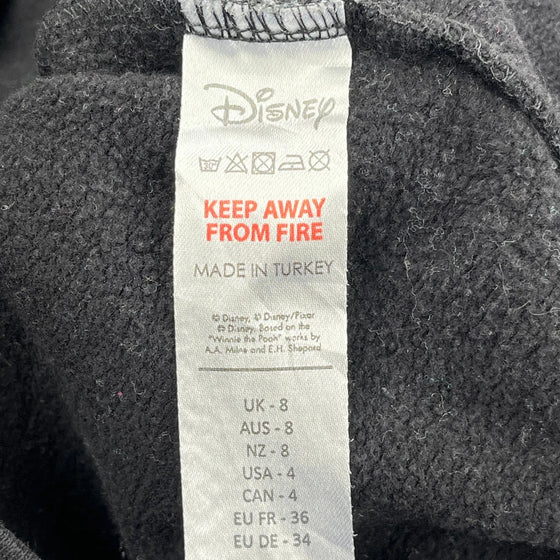 Disney
KEEP AWAY
FROM FIRE
MADE IN TURKEY
© Disney, © Disney/Pixar
© Disney. Based on the
"Winnie the Pooh" works by
A.A. Milne and E.H. Shepard.
UK - 8
AUS - 8
NZ - 8
USA - 4
CAN - 4
EU FR - 36
EU DE - 34